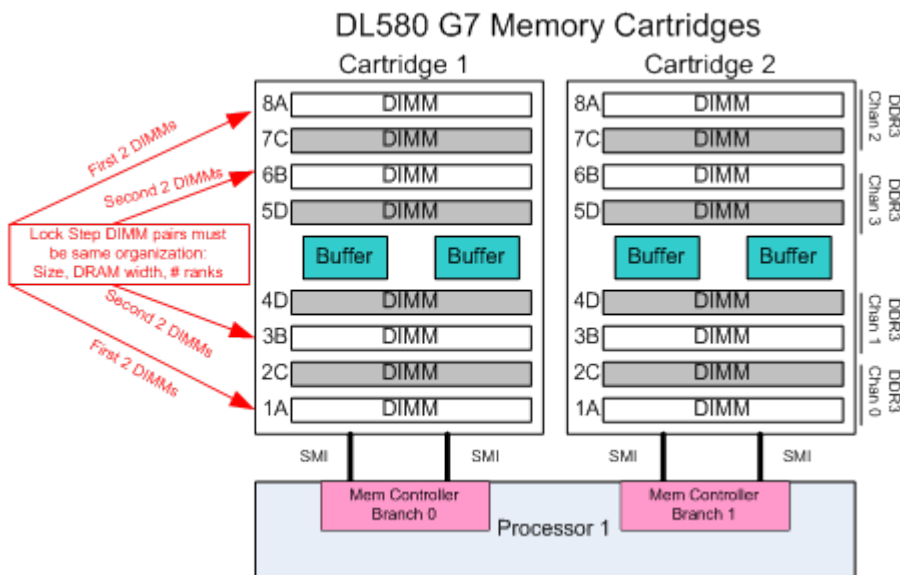 DL580 G7 Memory Cartridges
Cartridge 1
Cartridge 2
8A DIMM
7C DIMM
6B DIMM
5D DIMM
Buffer Buffer
4D DIMM
3B DIMM
2C DIMM
1A DIMM
8A DIMM
7C DIMM
6B DIMM
5D DIMM
Buffer Buffer
4D DIMM
3B DIMM
2C DIMM
1A DIMM
DDR3
Chan 2
DDR3
Chan 3
DDR3
Chan 1
DDR3
Chan 0
First 2 DIMMs
Second 2 DIMMs
Lock Step DIMM pairs must
be same organization:
Size, DRAM width, # ranks
Second 2 DIMMs
First 2 DIMMs
SMI
SMI
SMI
SMI
Mem Controller
Branch 0
Mem Controller
Branch 1
Processor 1